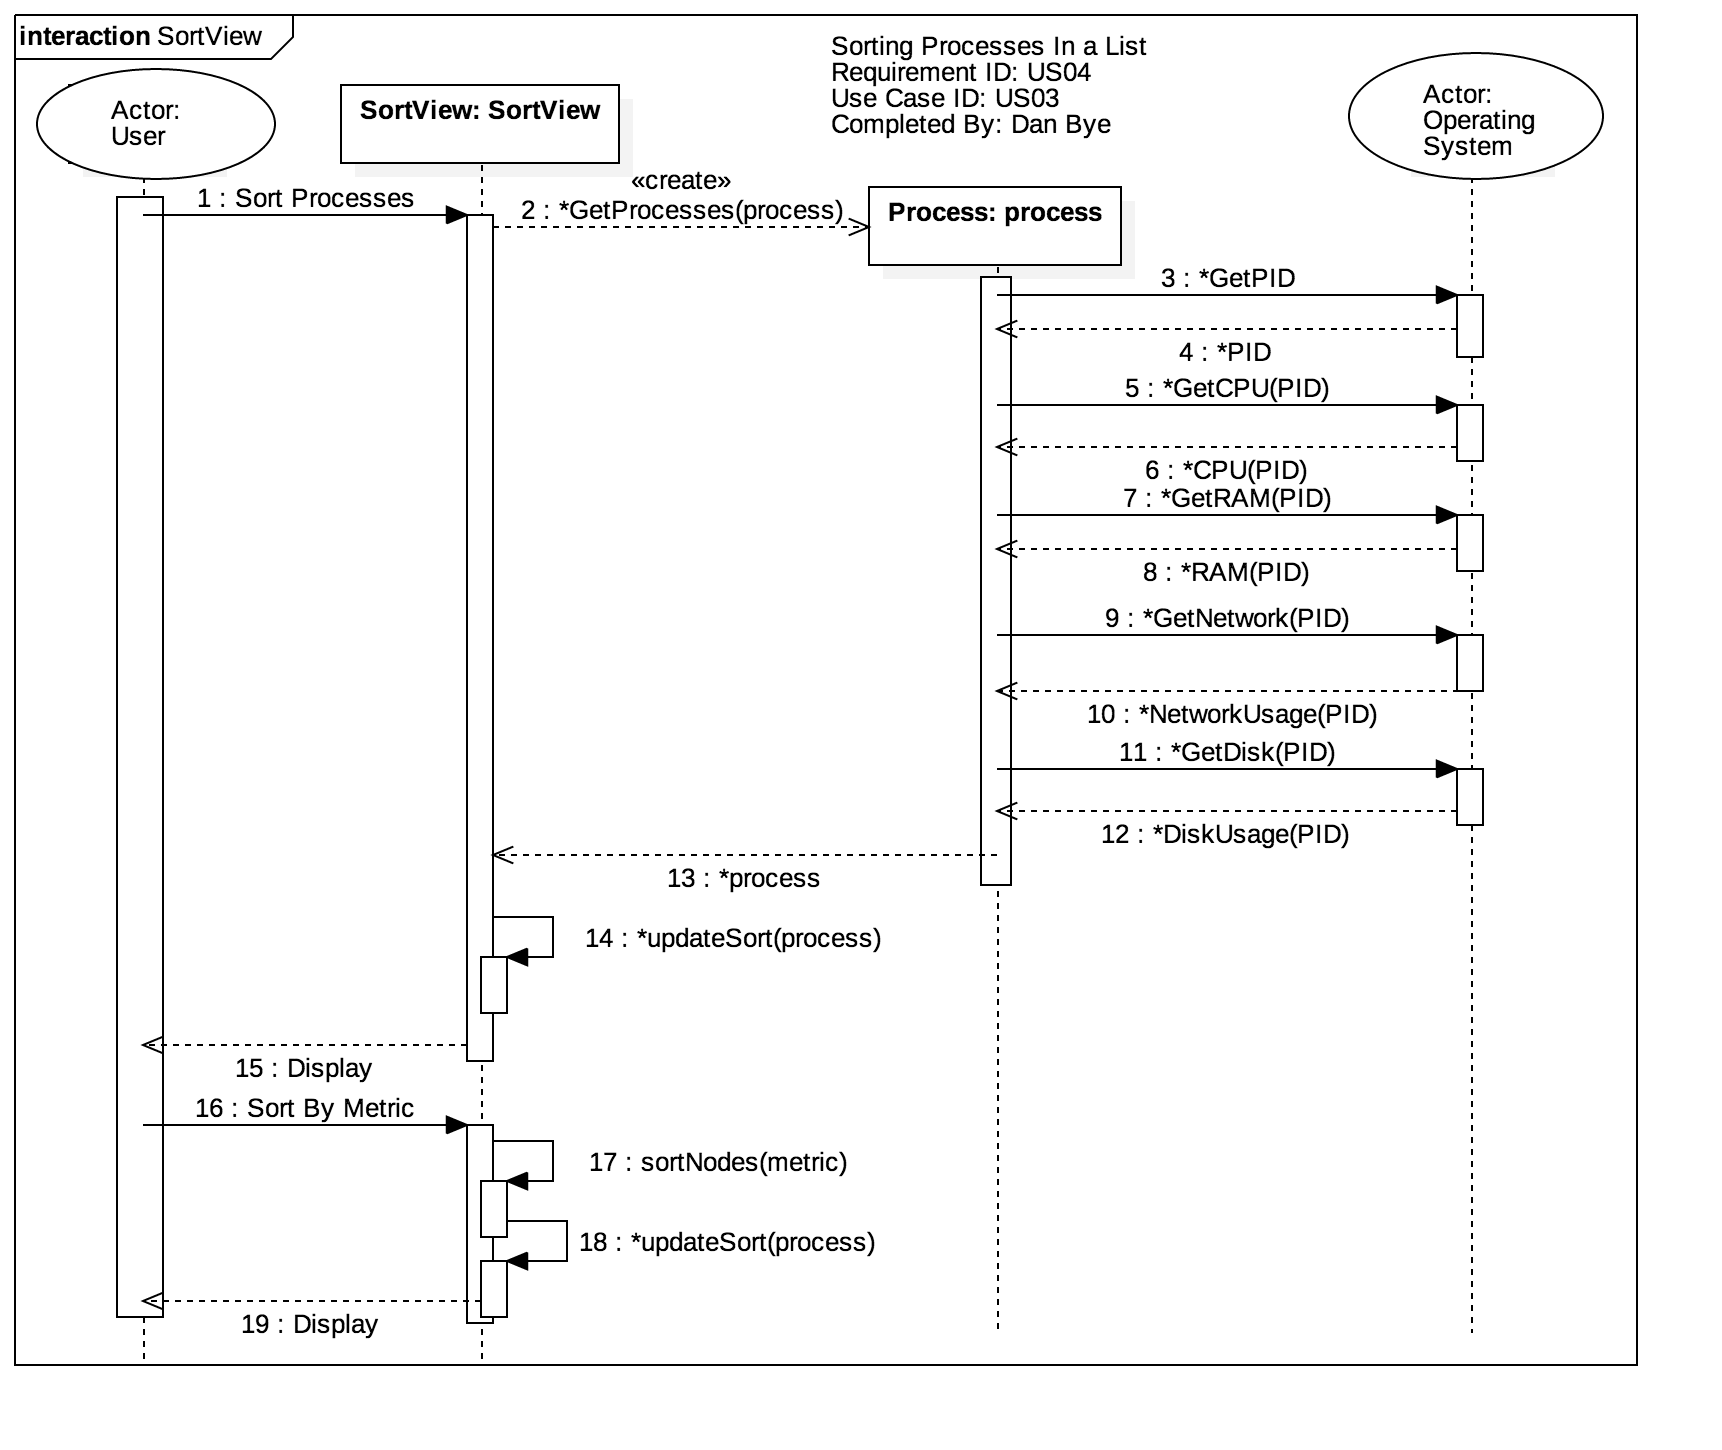 interaction SortView
Sorting Processes In a List
Requirement ID: US04
Use Case ID: US03
Completed By: Dan Bye
Actor:
User
SortView: SortView
Actor:
Operating
System
1 : Sort Processes
«create»
2 : *GetProcesses(process)
Process: process
3 : *GetPID
4 : *PID
5 : *GetCPU(PID)
6 : *CPU(PID)
7 : *GetRAM(PID)
8 : *RAM(PID)
9 : *GetNetwork(PID)
10 : *NetworkUsage(PID)
11 : *GetDisk(PID)
12 : *DiskUsage(PID)
13 : *process
14 : *updateSort(process)
15 : Display
16 : Sort By Metric
17 : sortNodes(metric)
18 : *updateSort(process)
19 : Display